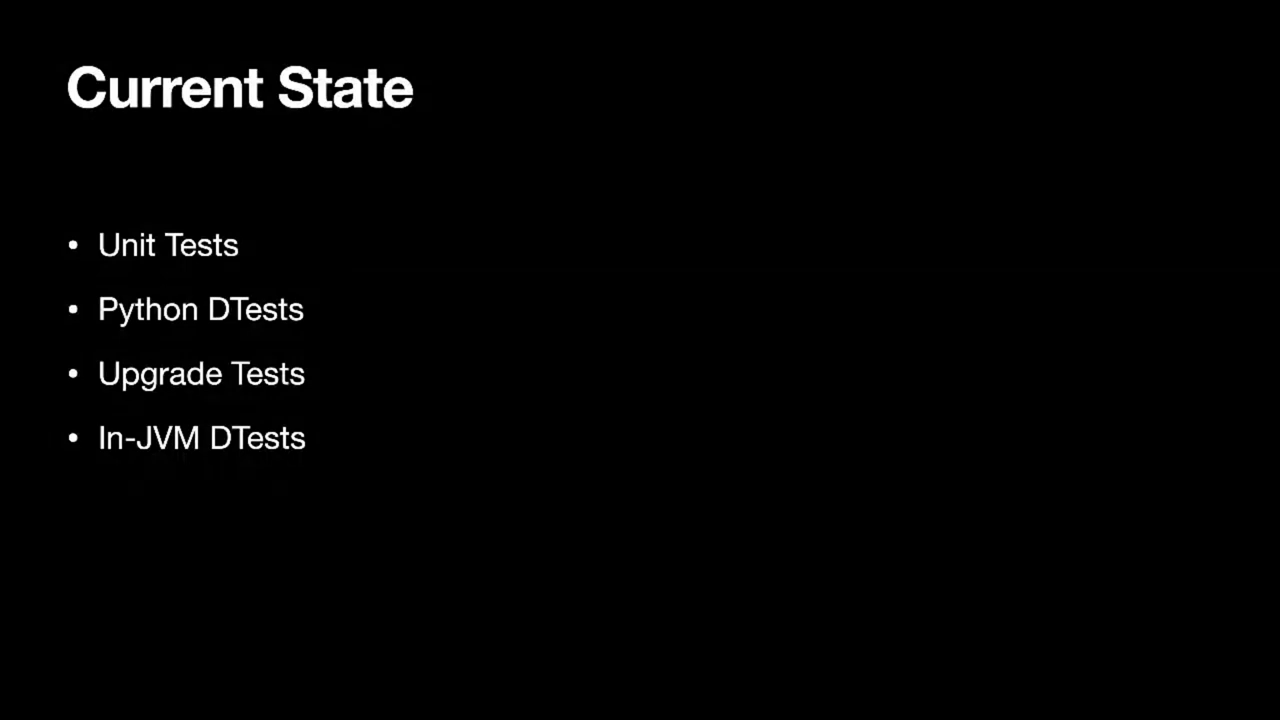 Current State
• Unit Tests
• Python DTests
• Upgrade Tests
• In-JVM DTests